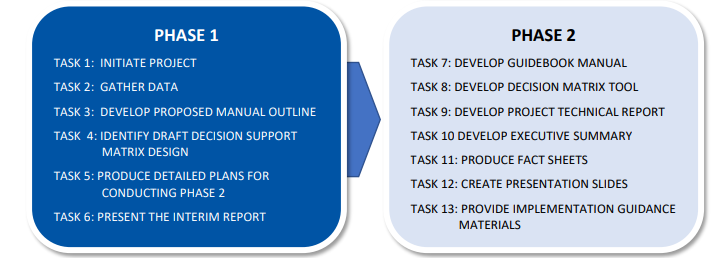 PHASE 1
TASK 1: INITIATE PROJECT
TASK 2: GATHER DATA
TASK 3: DEVELOP PROPOSED MANUAL OUTLINE
TASK 4: IDENTIFY DRAFT DECISION SUPPORT
MATRIX DESIGN
TASK 5: PRODUCE DETAILED PLANS FOR
CONDUCTING PHASE 2
TASK 6: PRESENT THE INTERIM REPORT
PHASE 2
TASK 7: DEVELOP GUIDEBOOK MANUAL
TASK 8: DEVELOP DECISION MATRIX TOOL
TASK 9: DEVELOP PROJECT TECHNICAL REPORT
TASK 10 DEVELOP EXECUTIVE SUMMARY
TASK 11: PRODUCE FACT SHEETS
TASK 12: CREATE PRESENTATION SLIDES
TASK 13: PROVIDE IMPLEMENTATION GUIDANCE
MATERIALS